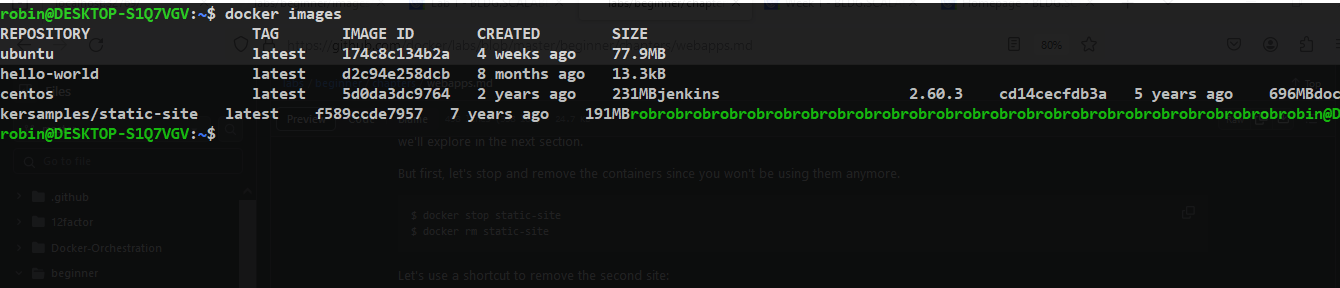 robin@DESKTOP-S1Q7VGV:~$ docker images
REPOSITORY TAG IMAGE ID CREATED SIZE
https://github.com webapps.md 80%
ubuntu latest 174c8c134b2a 4 weeks ago 77.9MB
hello-world latest d2c94e258dcb 8 months ago 13.3kB
centos latest 5d0da3dc9764 2 years ago 231MBjenkins 2.60.3 cd14cecfdb3a 5 years ago 696MBdoc
kersamples/static-site latest f589ccde7957 7 years ago 191MBrobrobrobrobrobrobrobrobrobrobrobrobrobrobrobrobrobrobrobrobrobrobrobrobin@D
robin@DESKTOP-S1Q7VGV:~$
Preview
we'll explore in the next section.
Go to file
But first, let's stop and remove the containers since you won't be using them anymore.
.github
12factor
$ docker stop static-site
$ docker rm static-site
Docker-Orchestration
beginner
Let's use a shortcut to remove the second site: